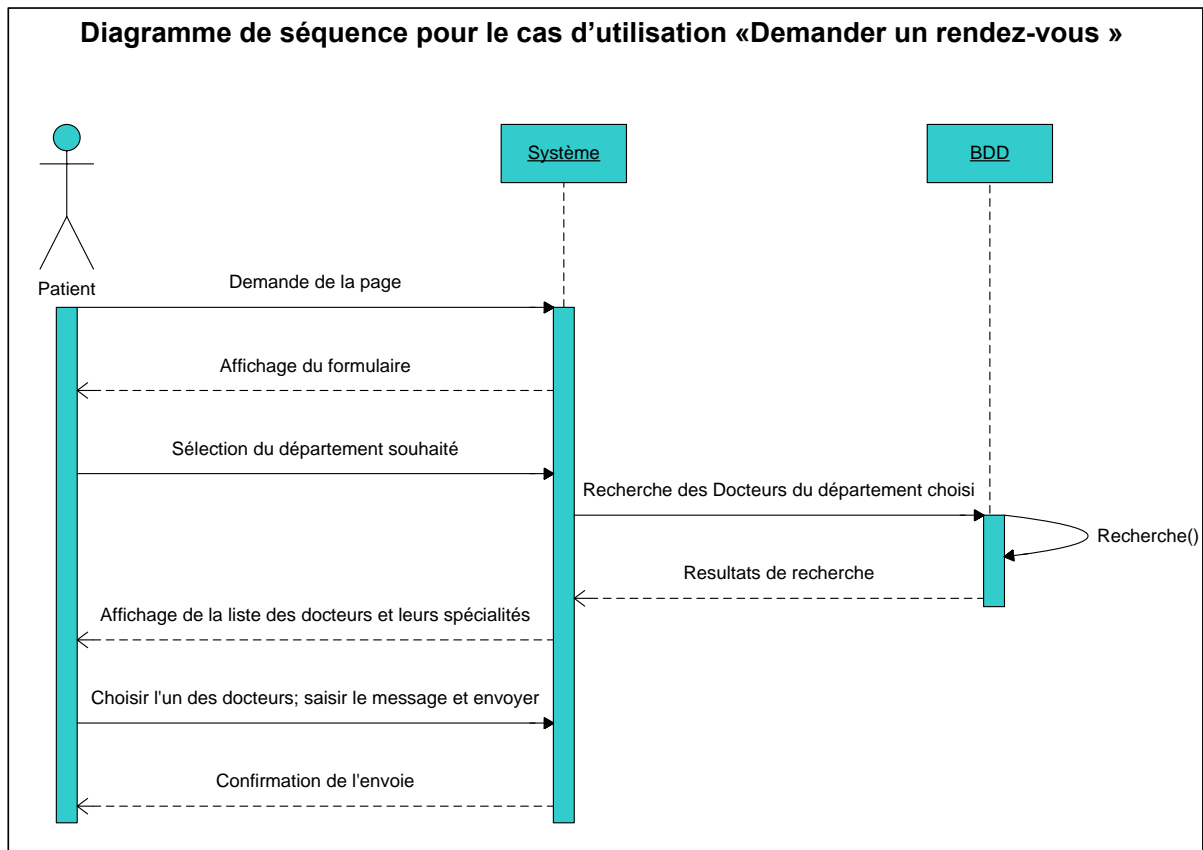 Diagramme de séquence pour le cas d’utilisation «Demander un rendez-vous »
Système
BDD
Patient
Demande de la page
Affichage du formulaire
Sélection du département souhaité
Recherche des Docteurs du département choisi
Recherche()
Resultats de recherche
Affichage de la liste des docteurs et leurs spécialités
Choisir l'un des docteurs; saisir le message et envoyer
Confirmation de l'envoie